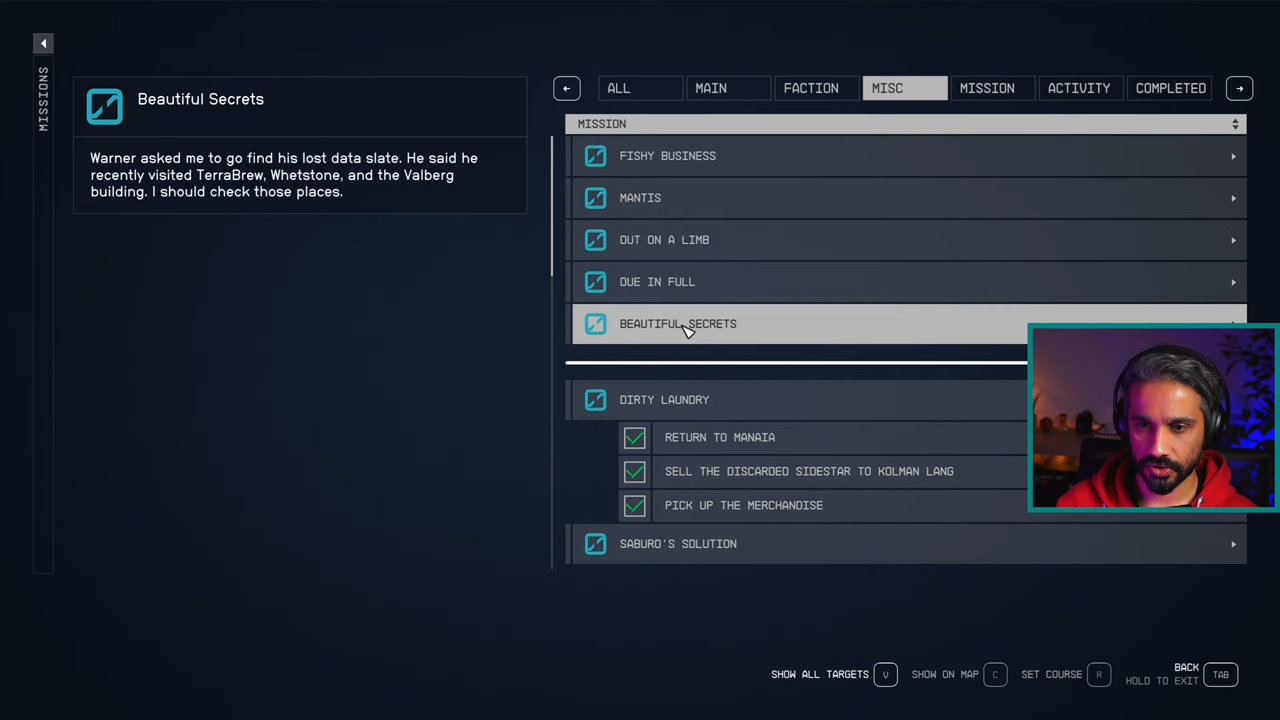 MISSIONS
Beautiful Secrets
Warner asked me to go find his lost data slate. He said he
recently visited TerraBrew, Whetstone, and the Valberg
building. I should check those places.
ALL
MAIN
FACTION
MISC
MISSION
ACTIVITY
COMPLETED
MISSION
FISHY BUSINESS
MANTIS
OUT ON A LIMB
DUE IN FULL
BEAUTIFUL SECRETS
DIRTY LAUNDRY
RETURN TO MANAIA
SELL THE DISCARDED SIDESTAR TO KOLMAN LANG
PICK UP THE MERCHANDISE
SABURO'S SOLUTION
SHOW ALL TARGETS V
SHOW ON MAP C
SET COURSE R
BACK
HOLD TO EXIT
TAB